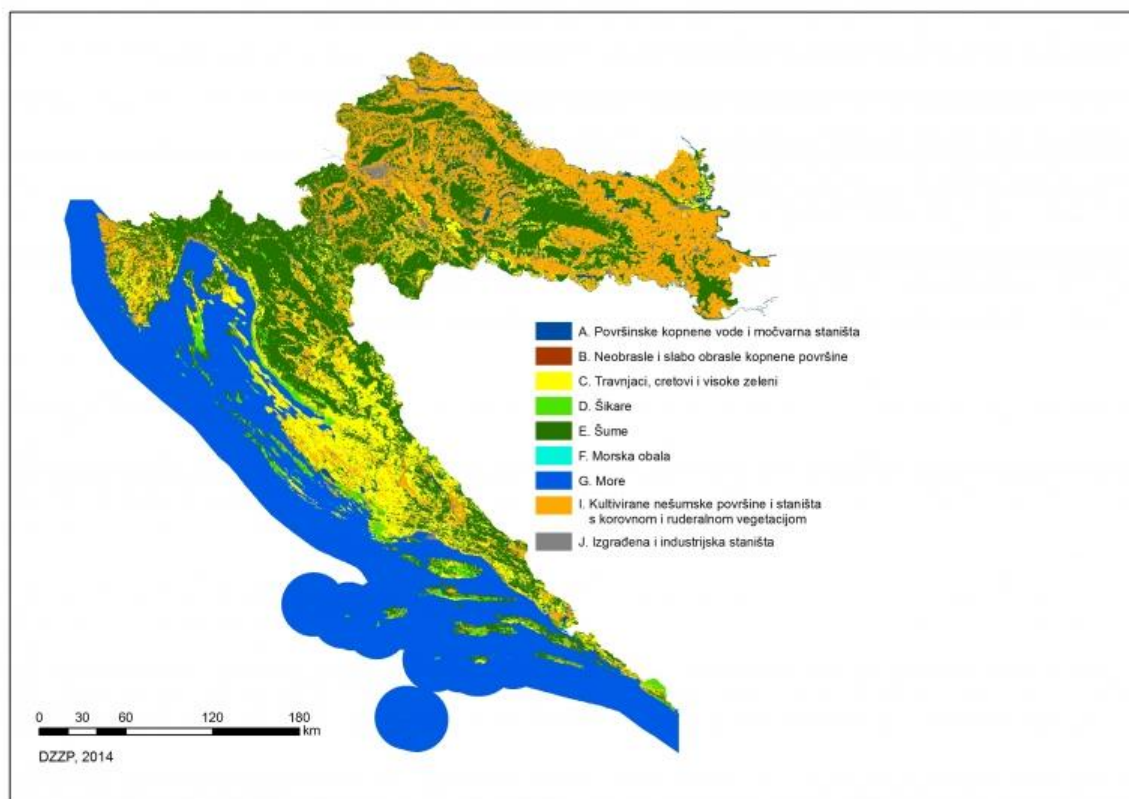 A. Površinske kopnene vode i močvarna staništa
B. Neobrasle i slabo obrasle kopnene površine
C. Travnjaci, cretovi i visoke zeleni
D. Šikare
E. Šume
F. Morska obala
G. More
I. Kultivirane nešumske površine i staništa
s korovnom i ruderalnom vegetacijom
J. Izgrađena i industrijska staništa
0 30 60 120 180
km
DZZP, 2014